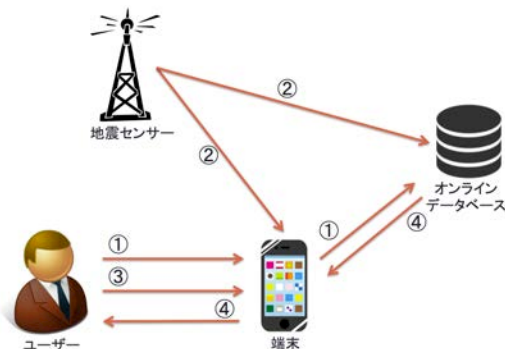 ②
地震センサー
②
オンライン
データベース
①
④
①
③
④
ユーザー
端末